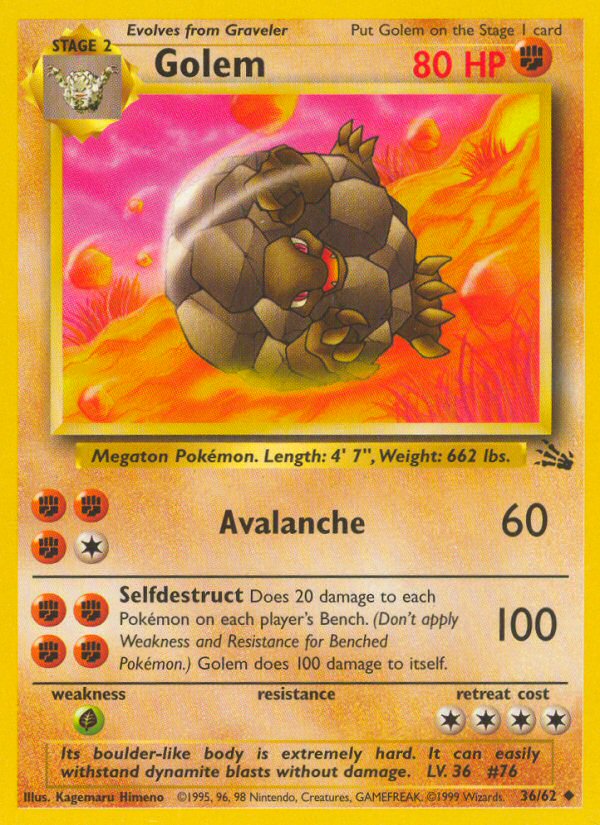 Evolves from Graveler
Put Golem on the Stage 1 card
STAGE 2
Golem
80 HP
Megaton Pokémon. Length: 4' 7", Weight: 662 lbs.
Avalanche
60
Selfdestruct Does 20 damage to each
Pokémon on each player's Bench. (Don't apply
Weakness and Resistance for Benched
Pokémon.) Golem does 100 damage to itself.
100
weakness
resistance
retreat cost
Its boulder-like body is extremely hard. It can easily
withstand dynamite blasts without damage. LV. 36 #76
Illus. Kagemaru Himeno ©1995, 96, 98 Nintendo, Creatures, GAMEFREAK. ©1999 Wizards. 36/62